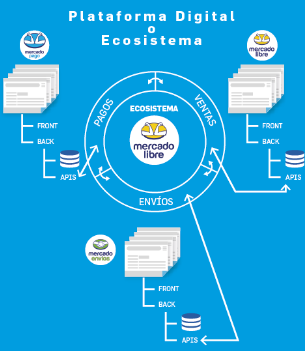 Plataforma Digital
o
Ecosistema
mercado
pago
mercado
libre
FRONT
BACK
APIS
FRONT
BACK
APIS
PAGOS
ECOSISTEMA
VENTAS
mercado
libre
ENVÍOS
mercado
envios
FRONT
BACK
APIS